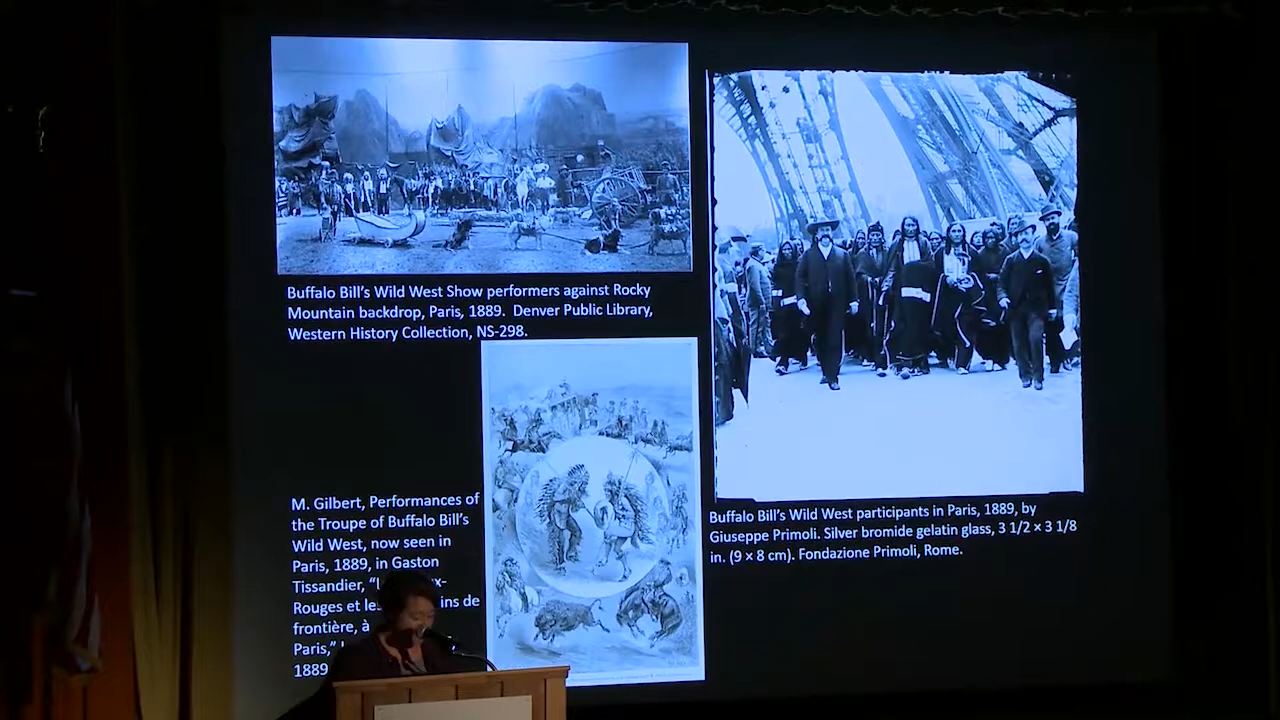 Buffalo Bill's Wild West Show performers against Rocky
Mountain backdrop, Paris, 1889. Denver Public Library,
Western History Collection, NS-298.
M. Gilbert, Performances of
the Troupe of Buffalo Bill's
Wild West, now seen in
Paris, 1889, in Gaston
Tissandier,
Rouges et ins de
frontière, à
Paris,"
1889
Buffalo Bill's Wild West participants in Paris, 1889, by
Giuseppe Primoli. Silver bromide gelatin glass, 3 1/2 × 3 1/8
in. (9 × 8 cm). Fondazione Primoli, Rome.